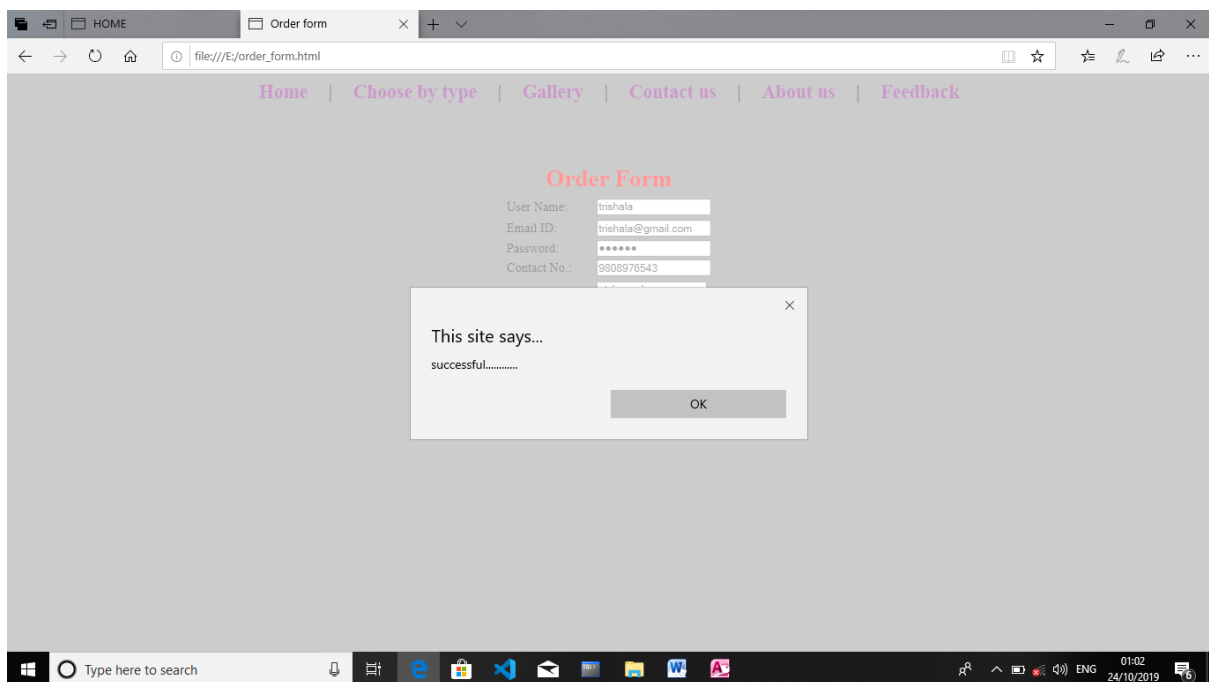 HOME
Order form
file:///E:/order_form.html
Home | Choose by type | Gallery | Contact us | About us | Feedback
Order Form
User Name: trishala
Email ID: trishala@gmail.com
Password: ••••••
Contact No.: 9808976543
This site says...
successful............
OK
Type here to search
ENG
01:02
24/10/2019
6